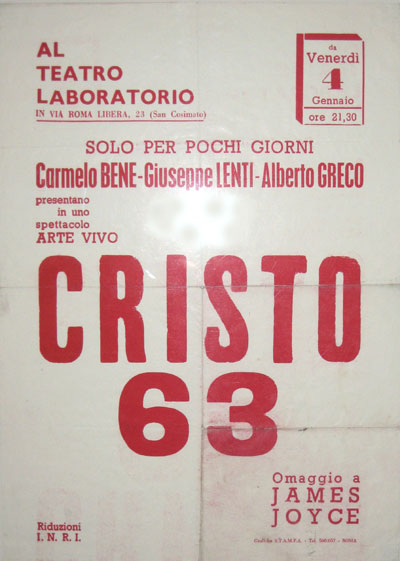 AL
TEATRO
LABORATORIO
IN VIA ROMA LIBERA, 23 (San Cosimato)
da
Venerdì
4
Gennaio
ore 21,30
SOLO PER POCHI GIORNI
Carmelo BENE-Giuseppe LENTI-Alberto GRECO
presentano
in uno
spettacolo
ARTE VIVO
CRISTO
63
Omaggio a
JAMES
JOYCE
Riduzioni
I. N. R. I.